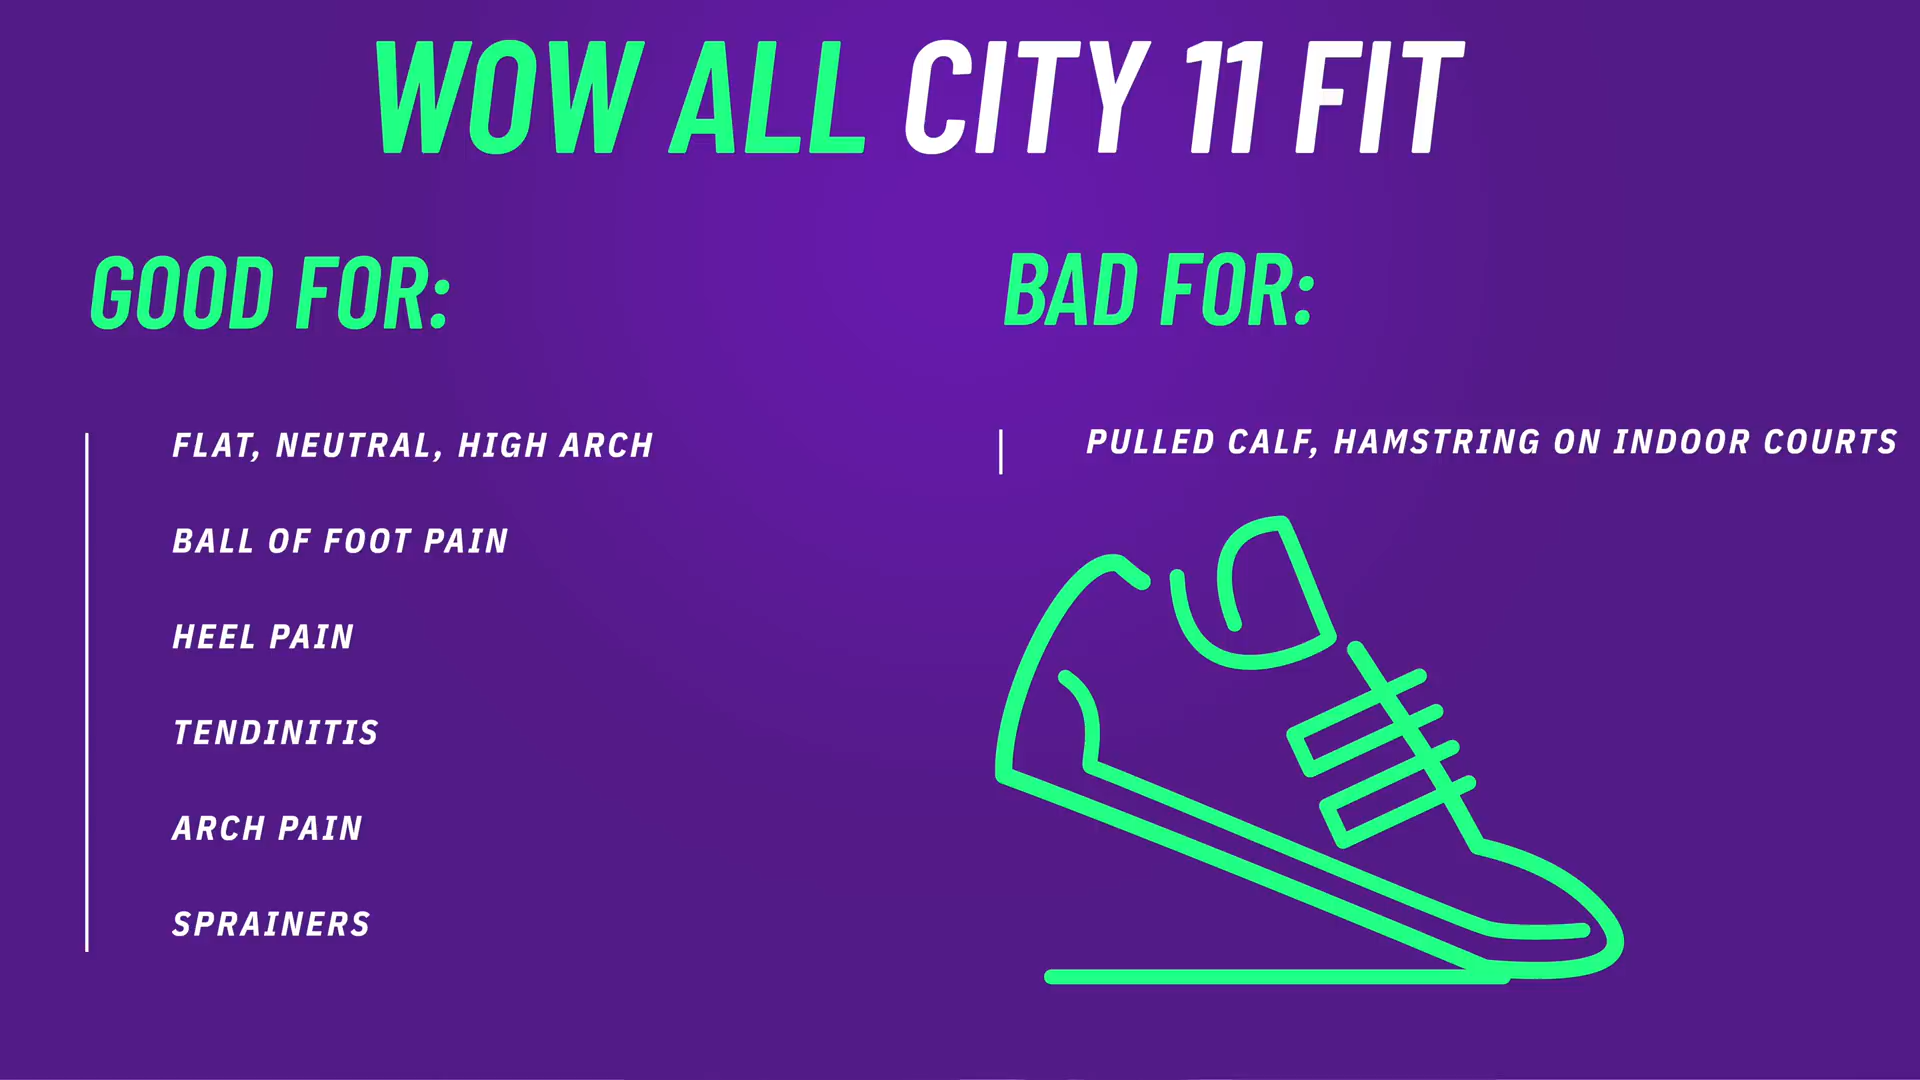 WOW ALL CITY 11 FIT
GOOD FOR:
FLAT, NEUTRAL, HIGH ARCH
BALL OF FOOT PAIN
HEEL PAIN
TENDINITIS
ARCH PAIN
SPRAINERS
BAD FOR:
PULLED CALF, HAMSTRING ON INDOOR COURTS